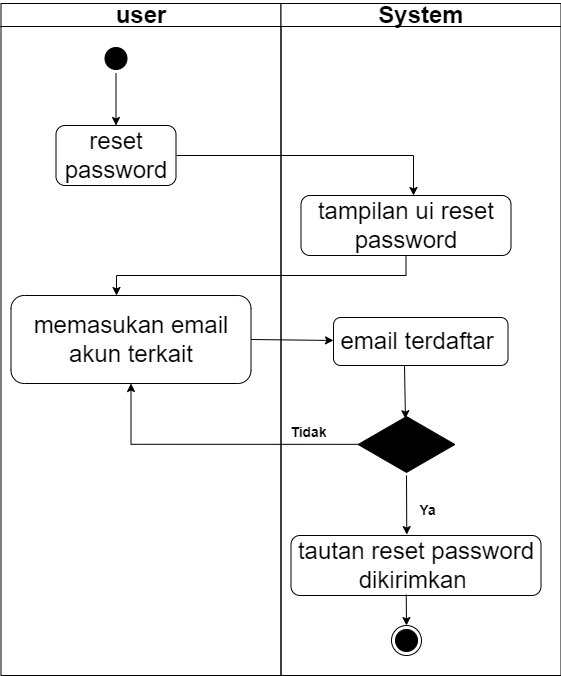 user
System
reset
password
tampilan ui reset
password
memasukan email
akun terkait
email terdaftar
Tidak
Ya
tautan reset password
dikirimkan